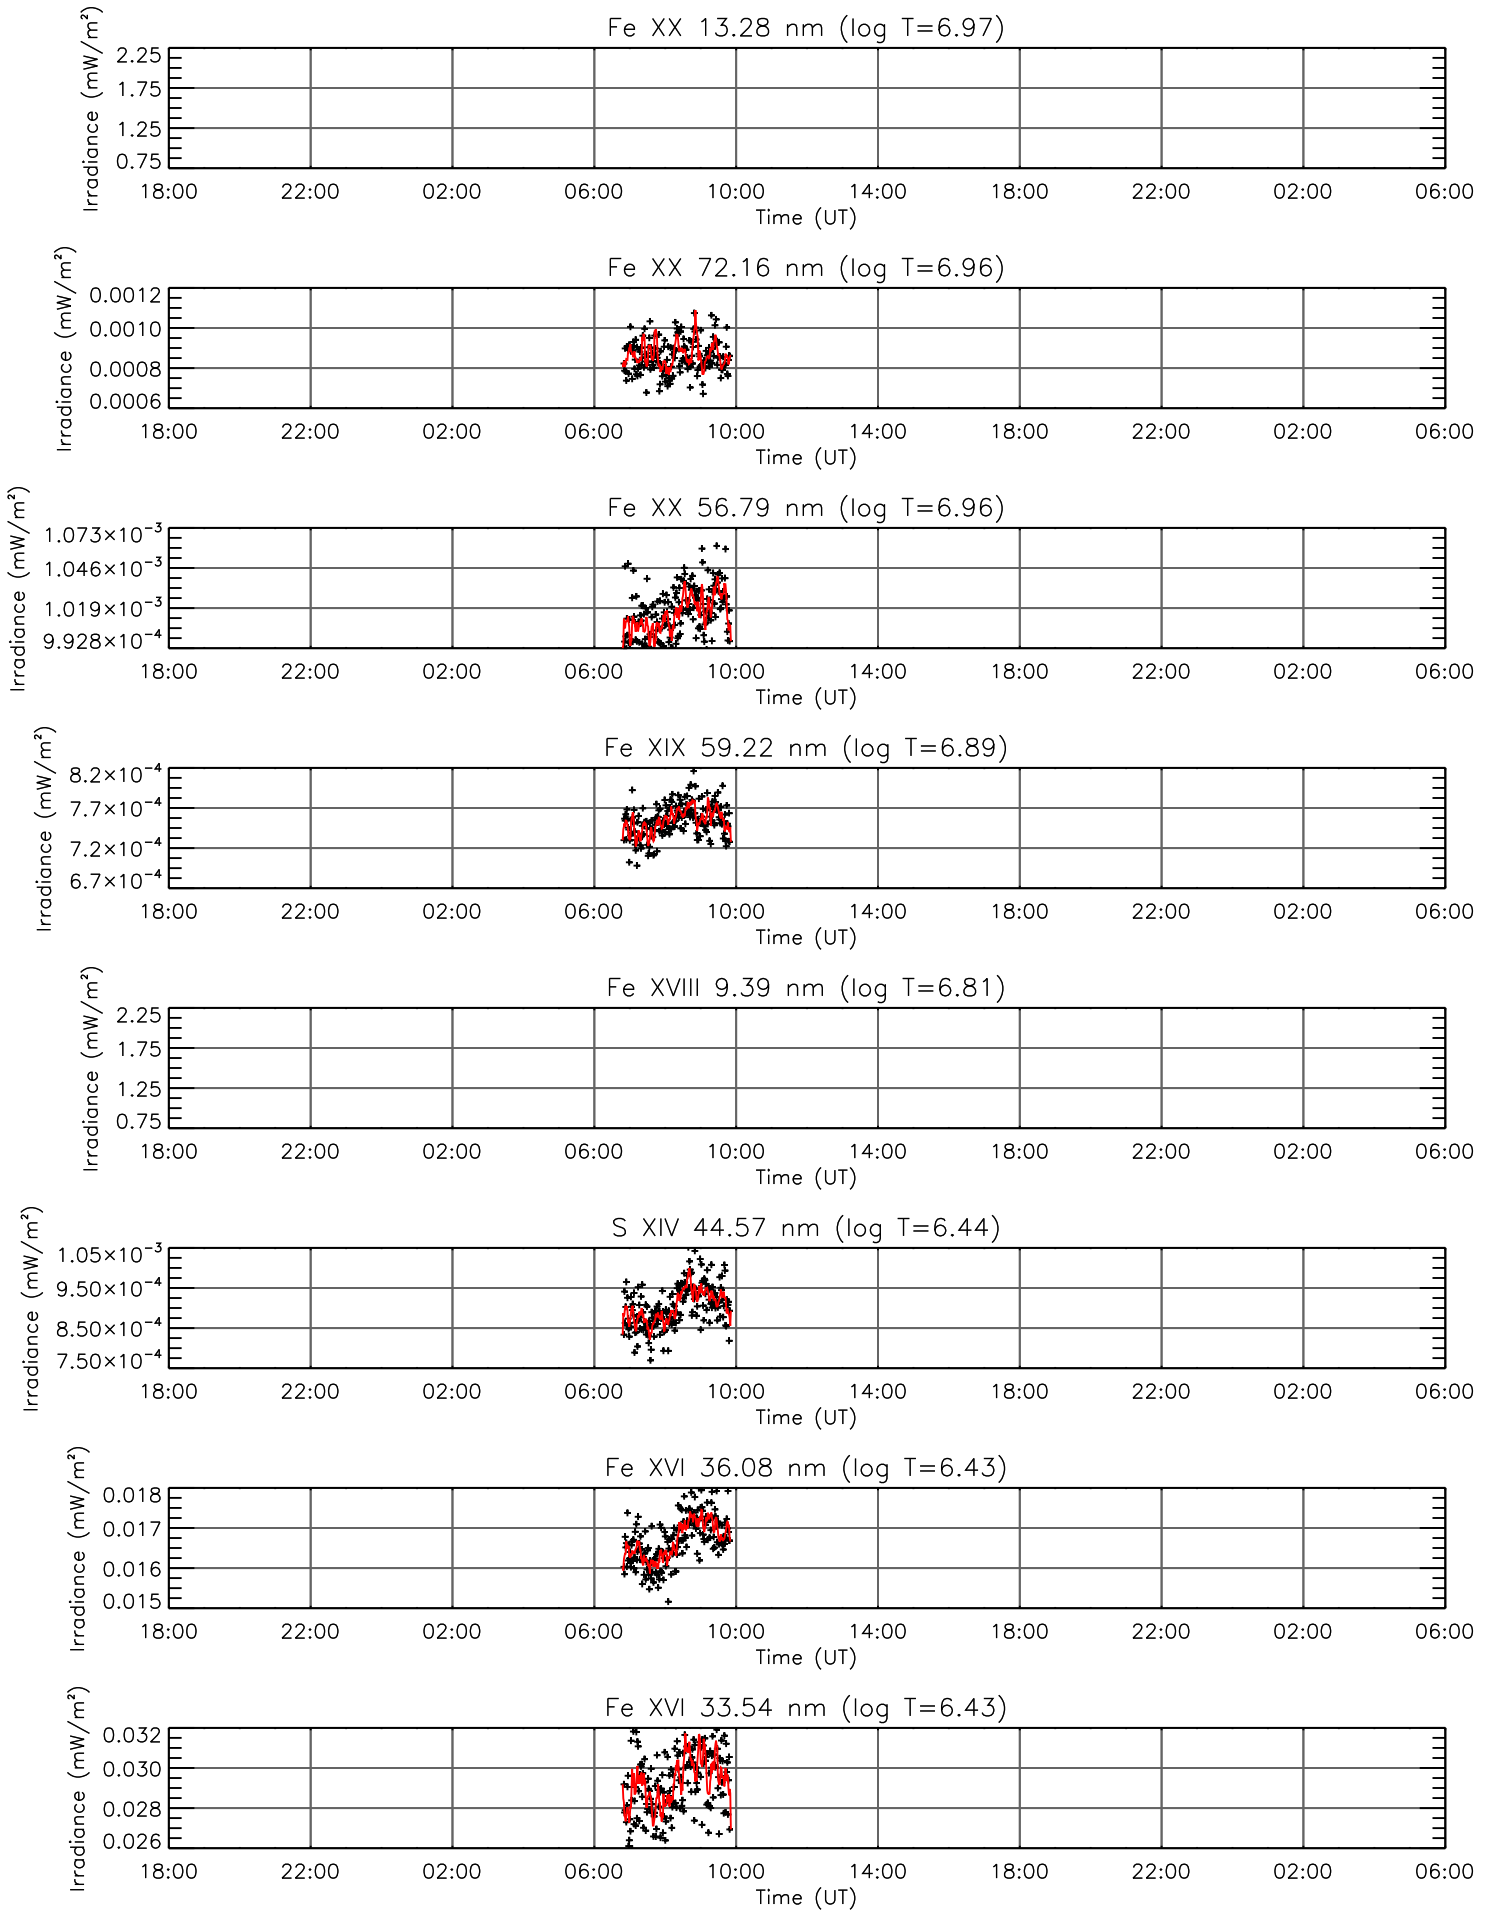 Fe XX 13.28 nm (log T=6.97)
Irradiance (mW/m²)
2.25
1.75
1.25
0.75
18:00 22:00 02:00 06:00 10:00 14:00 18:00 22:00 02:00 06:00
Time (UT)
Fe XX 72.16 nm (log T=6.96)
Irradiance (mW/m²)
0.0012
0.0010
0.0008
0.0006
18:00 22:00 02:00 06:00 10:00 14:00 18:00 22:00 02:00 06:00
Time (UT)
Fe XX 56.79 nm (log T=6.96)
Irradiance (mW/m²)
1.073×10⁻³
1.046×10⁻³
1.019×10⁻³
9.928×10⁻⁴
18:00 22:00 02:00 06:00 10:00 14:00 18:00 22:00 02:00 06:00
Time (UT)
Fe XIX 59.22 nm (log T=6.89)
Irradiance (mW/m²)
8.2×10⁻⁴
7.7×10⁻⁴
7.2×10⁻⁴
6.7×10⁻⁴
18:00 22:00 02:00 06:00 10:00 14:00 18:00 22:00 02:00 06:00
Time (UT)
Fe XVIII 9.39 nm (log T=6.81)
Irradiance (mW/m²)
2.25
1.75
1.25
0.75
18:00 22:00 02:00 06:00 10:00 14:00 18:00 22:00 02:00 06:00
Time (UT)
S XIV 44.57 nm (log T=6.44)
Irradiance (mW/m²)
1.05×10⁻³
9.50×10⁻⁴
8.50×10⁻⁴
7.50×10⁻⁴
18:00 22:00 02:00 06:00 10:00 14:00 18:00 22:00 02:00 06:00
Time (UT)
Fe XVI 36.08 nm (log T=6.43)
Irradiance (mW/m²)
0.018
0.017
0.016
0.015
18:00 22:00 02:00 06:00 10:00 14:00 18:00 22:00 02:00 06:00
Time (UT)
Fe XVI 33.54 nm (log T=6.43)
Irradiance (mW/m²)
0.032
0.030
0.028
0.026
18:00 22:00 02:00 06:00 10:00 14:00 18:00 22:00 02:00 06:00
Time (UT)